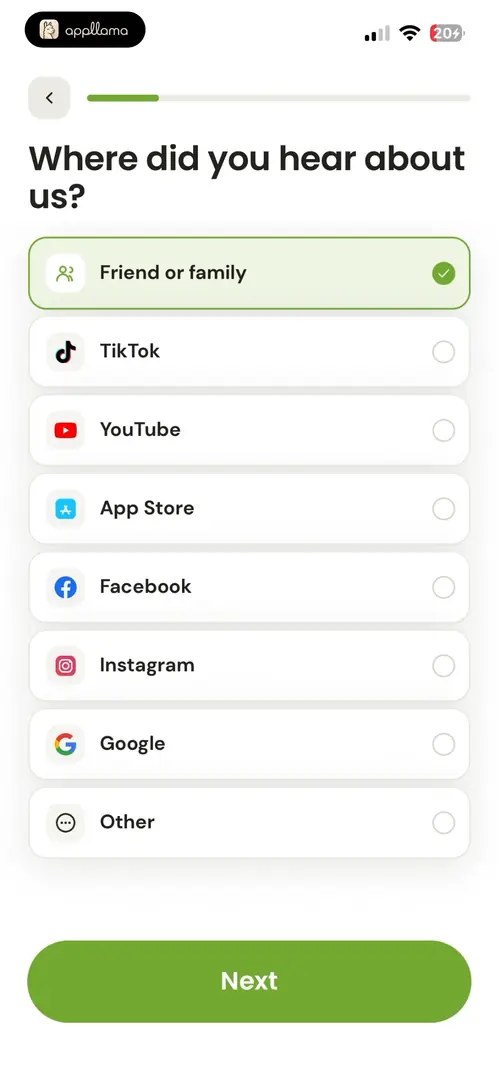 appllama
20
Where did you hear about
us?
Friend or family
TikTok
YouTube
App Store
Facebook
Instagram
Google
Other
Next